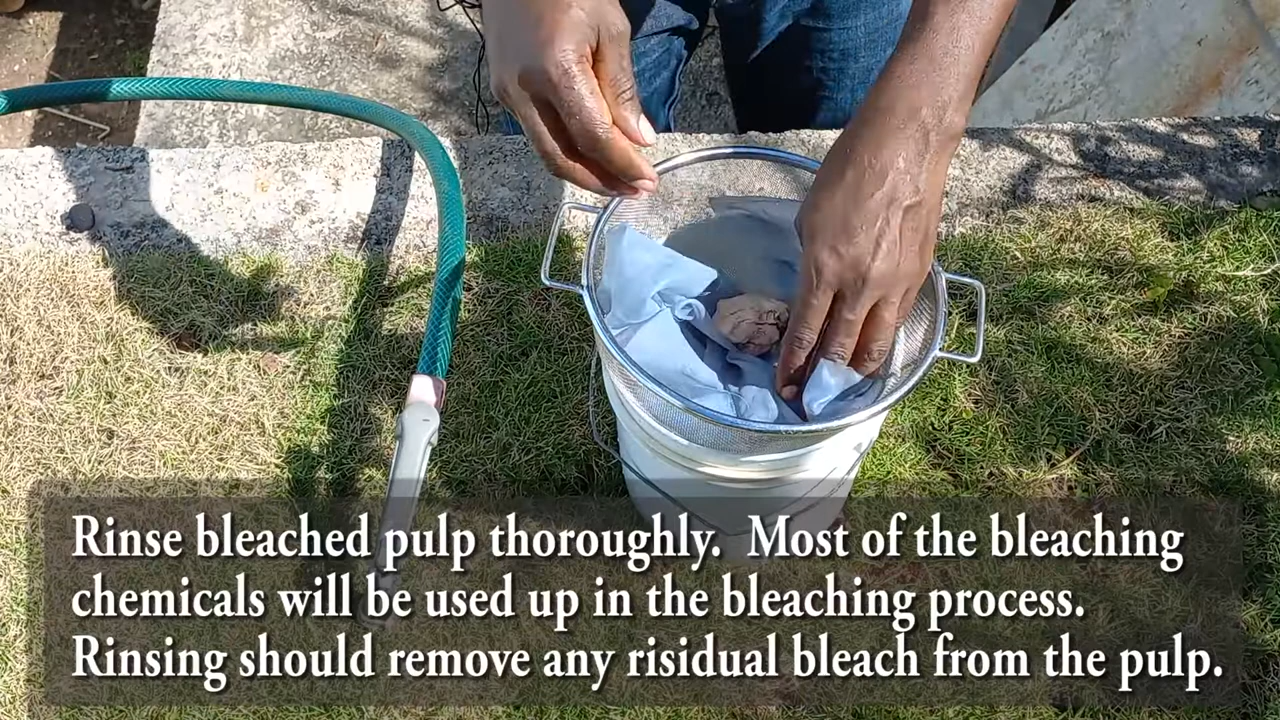 Rinse bleached pulp thoroughly.  Most of the bleaching
chemicals will be used up in the bleaching process.
Rinsing should remove any risidual bleach from the pulp.